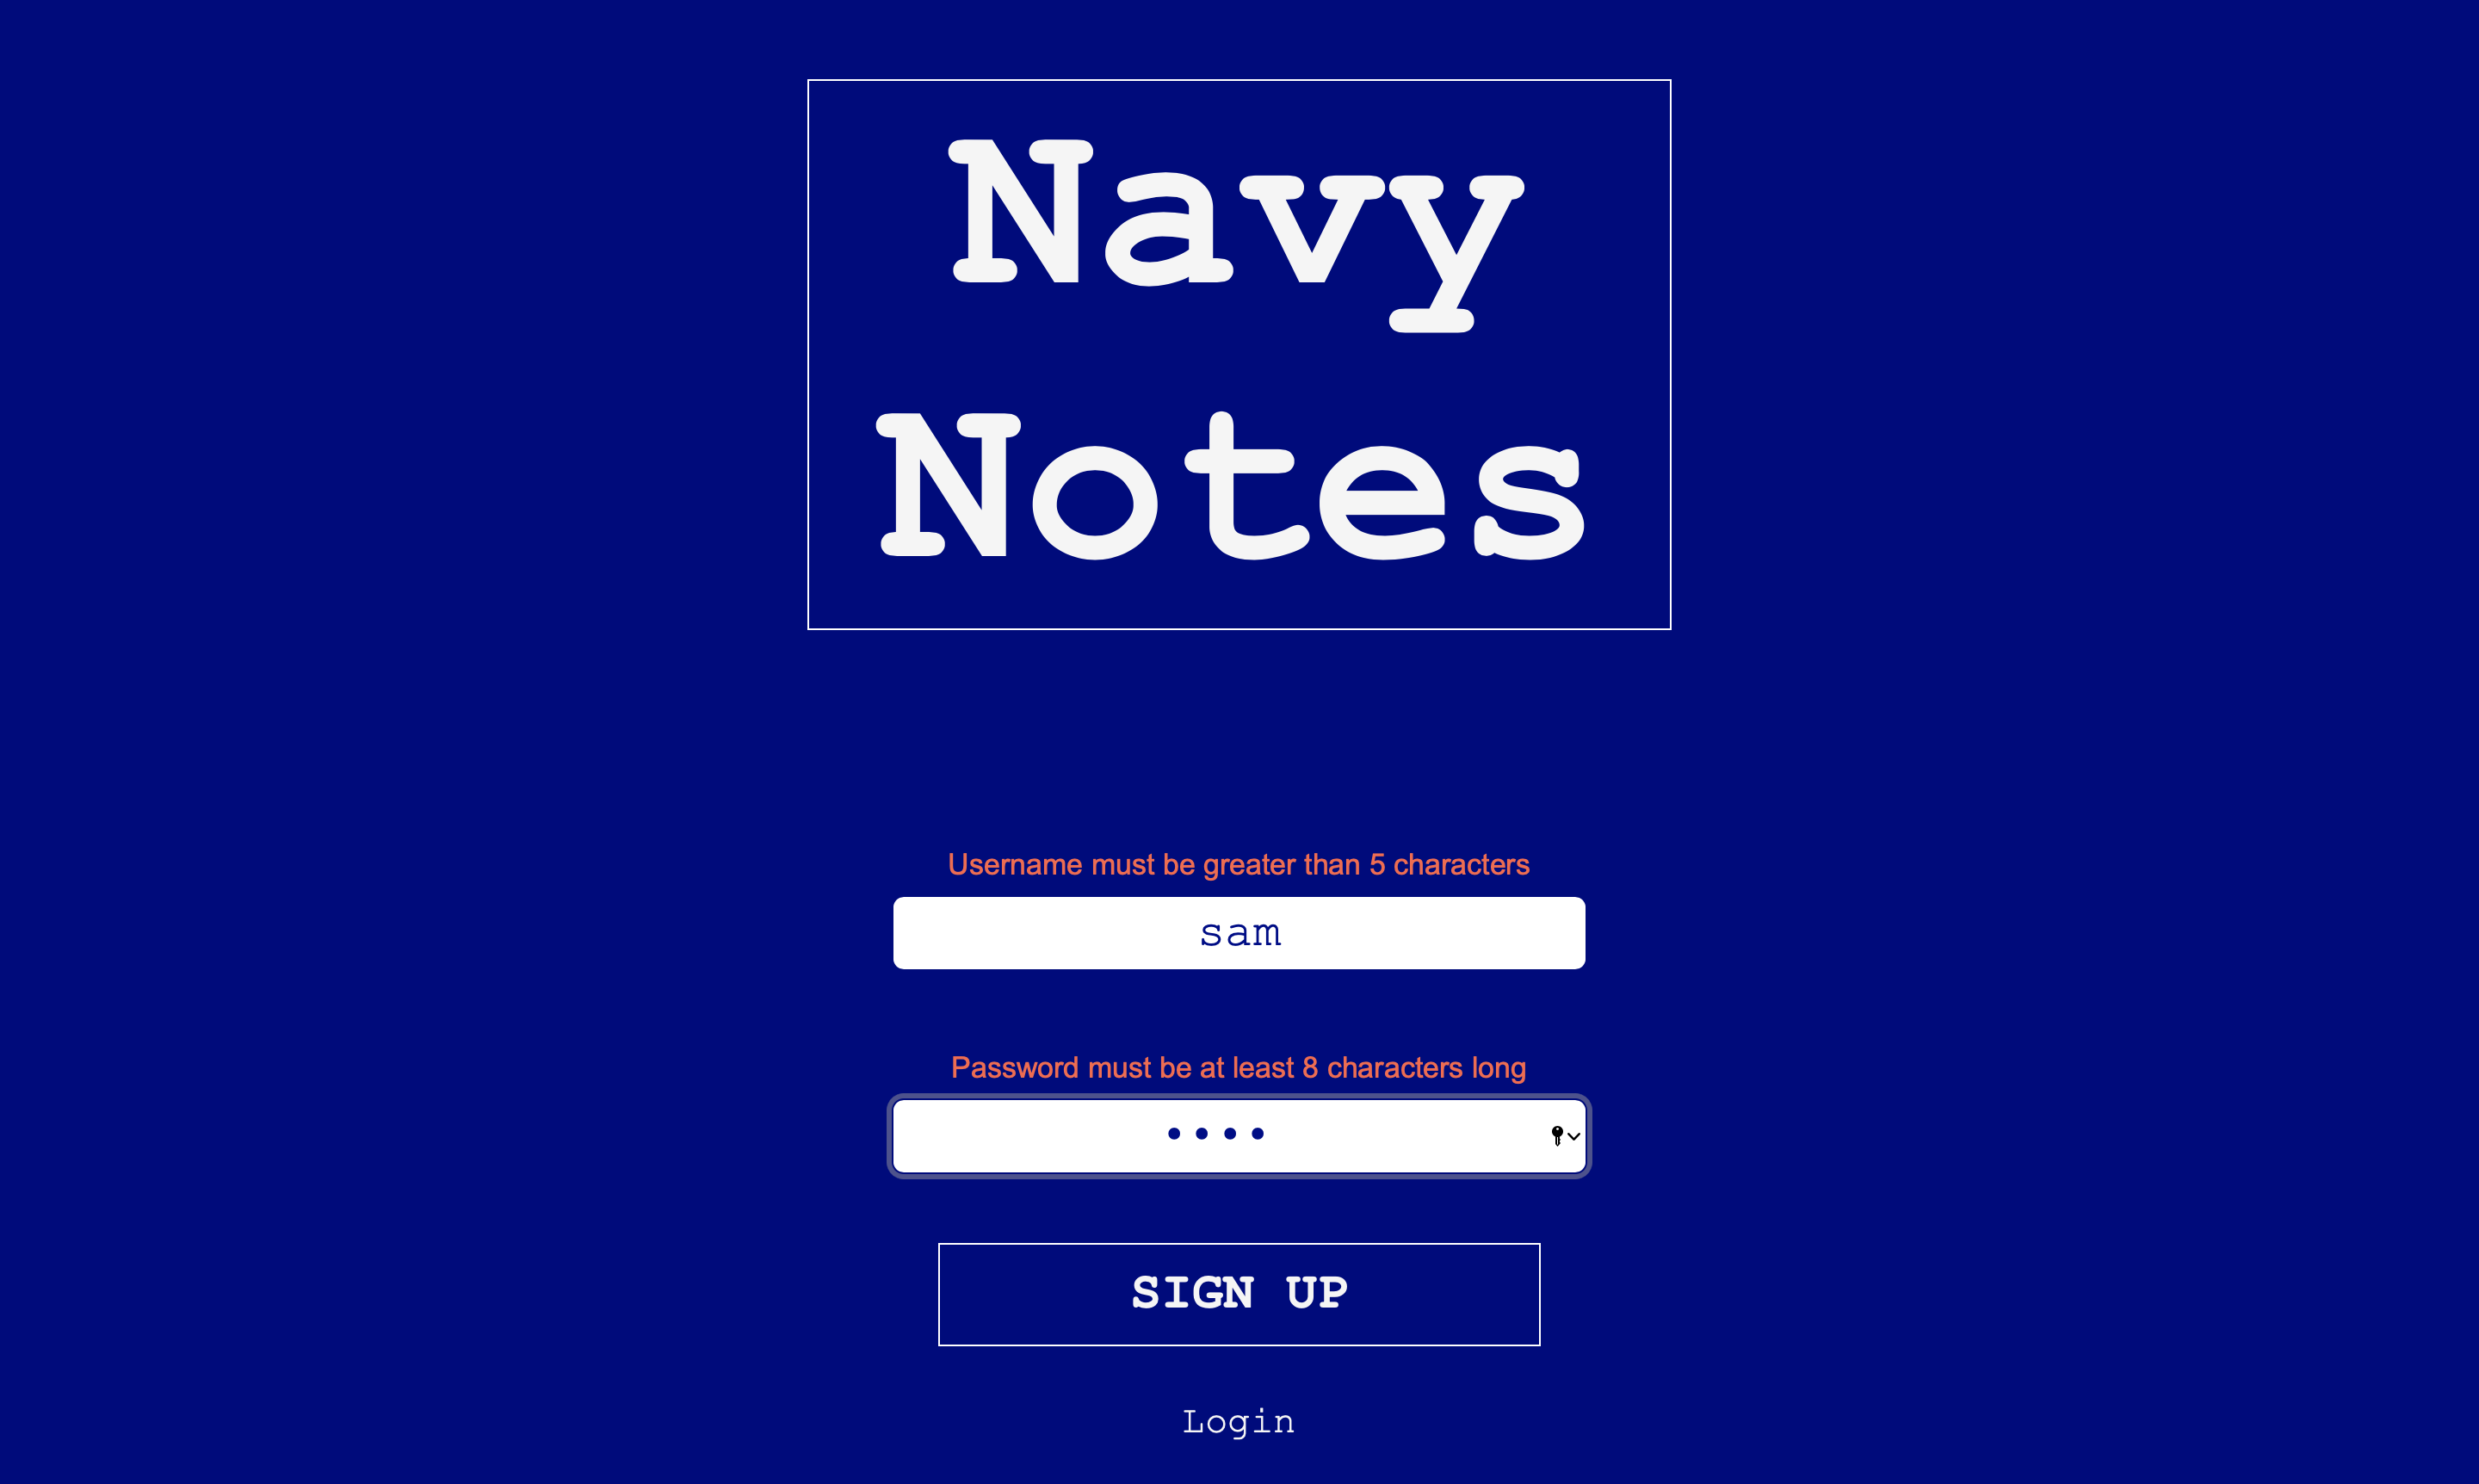 Navy
Notes
Username must be greater than 5 characters
sam
Password must be at least 8 characters long
••••
SIGN UP
Login